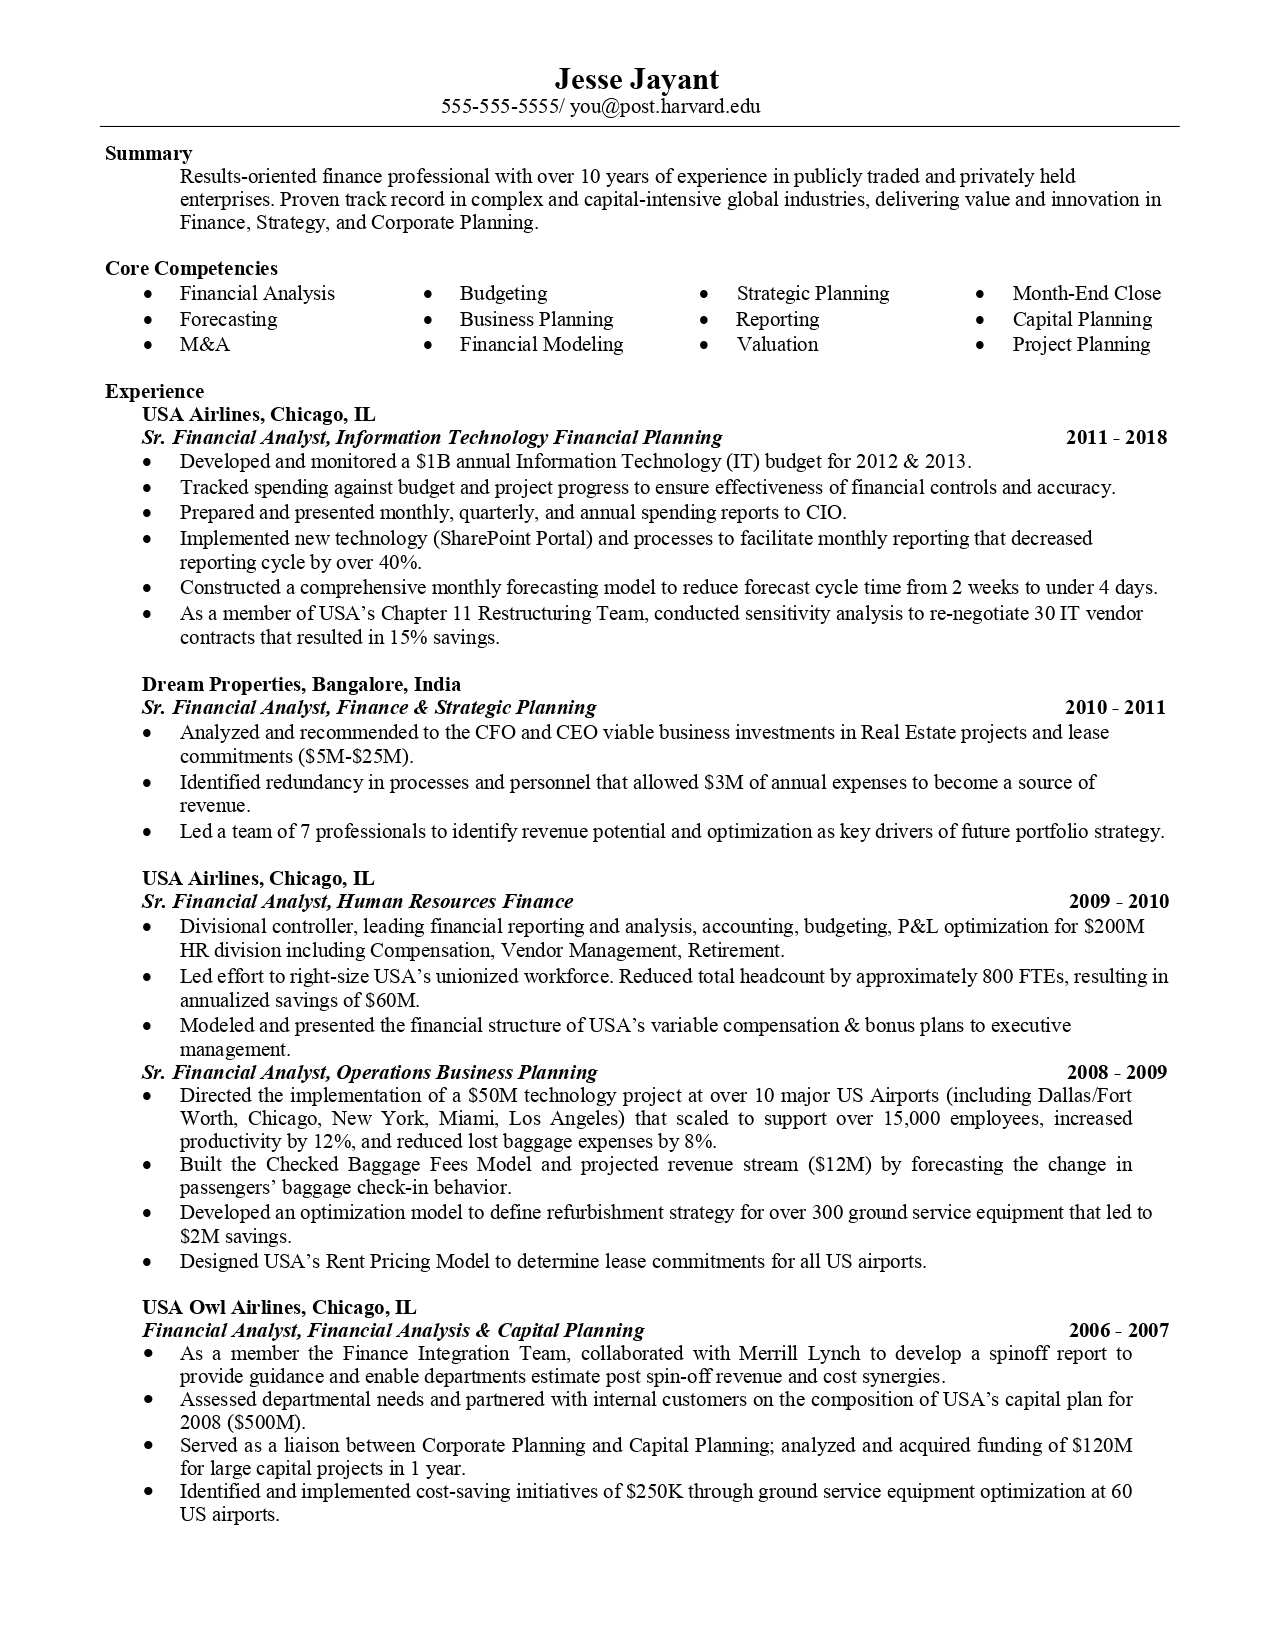 Jesse Jayant
555-555-5555/ you@post.harvard.edu
Summary
Results-oriented finance professional with over 10 years of experience in publicly traded and privately held
enterprises. Proven track record in complex and capital-intensive global industries, delivering value and innovation in
Finance, Strategy, and Corporate Planning.
Core Competencies
• Financial Analysis • Budgeting • Strategic Planning • Month-End Close
• Forecasting • Business Planning • Reporting • Capital Planning
• M&A • Financial Modeling • Valuation • Project Planning
Experience
USA Airlines, Chicago, IL
Sr. Financial Analyst, Information Technology Financial Planning 2011 - 2018
• Developed and monitored a $1B annual Information Technology (IT) budget for 2012 & 2013.
• Tracked spending against budget and project progress to ensure effectiveness of financial controls and accuracy.
• Prepared and presented monthly, quarterly, and annual spending reports to CIO.
• Implemented new technology (SharePoint Portal) and processes to facilitate monthly reporting that decreased
reporting cycle by over 40%.
• Constructed a comprehensive monthly forecasting model to reduce forecast cycle time from 2 weeks to under 4 days.
• As a member of USA’s Chapter 11 Restructuring Team, conducted sensitivity analysis to re-negotiate 30 IT vendor
contracts that resulted in 15% savings.
Dream Properties, Bangalore, India
Sr. Financial Analyst, Finance & Strategic Planning 2010 - 2011
• Analyzed and recommended to the CFO and CEO viable business investments in Real Estate projects and lease
commitments ($5M-$25M).
• Identified redundancy in processes and personnel that allowed $3M of annual expenses to become a source of
revenue.
• Led a team of 7 professionals to identify revenue potential and optimization as key drivers of future portfolio strategy.
USA Airlines, Chicago, IL
Sr. Financial Analyst, Human Resources Finance 2009 - 2010
• Divisional controller, leading financial reporting and analysis, accounting, budgeting, P&L optimization for $200M
HR division including Compensation, Vendor Management, Retirement.
• Led effort to right-size USA’s unionized workforce. Reduced total headcount by approximately 800 FTEs, resulting in
annualized savings of $60M.
• Modeled and presented the financial structure of USA’s variable compensation & bonus plans to executive
management.
Sr. Financial Analyst, Operations Business Planning 2008 - 2009
• Directed the implementation of a $50M technology project at over 10 major US Airports (including Dallas/Fort
Worth, Chicago, New York, Miami, Los Angeles) that scaled to support over 15,000 employees, increased
productivity by 12%, and reduced lost baggage expenses by 8%.
• Built the Checked Baggage Fees Model and projected revenue stream ($12M) by forecasting the change in
passengers’ baggage check-in behavior.
• Developed an optimization model to define refurbishment strategy for over 300 ground service equipment that led to
$2M savings.
• Designed USA’s Rent Pricing Model to determine lease commitments for all US airports.
USA Owl Airlines, Chicago, IL
Financial Analyst, Financial Analysis & Capital Planning 2006 - 2007
• As a member the Finance Integration Team, collaborated with Merrill Lynch to develop a spinoff report to
provide guidance and enable departments estimate post spin-off revenue and cost synergies.
• Assessed departmental needs and partnered with internal customers on the composition of USA’s capital plan for
2008 ($500M).
• Served as a liaison between Corporate Planning and Capital Planning; analyzed and acquired funding of $120M
for large capital projects in 1 year.
• Identified and implemented cost-saving initiatives of $250K through ground service equipment optimization at 60
US airports.